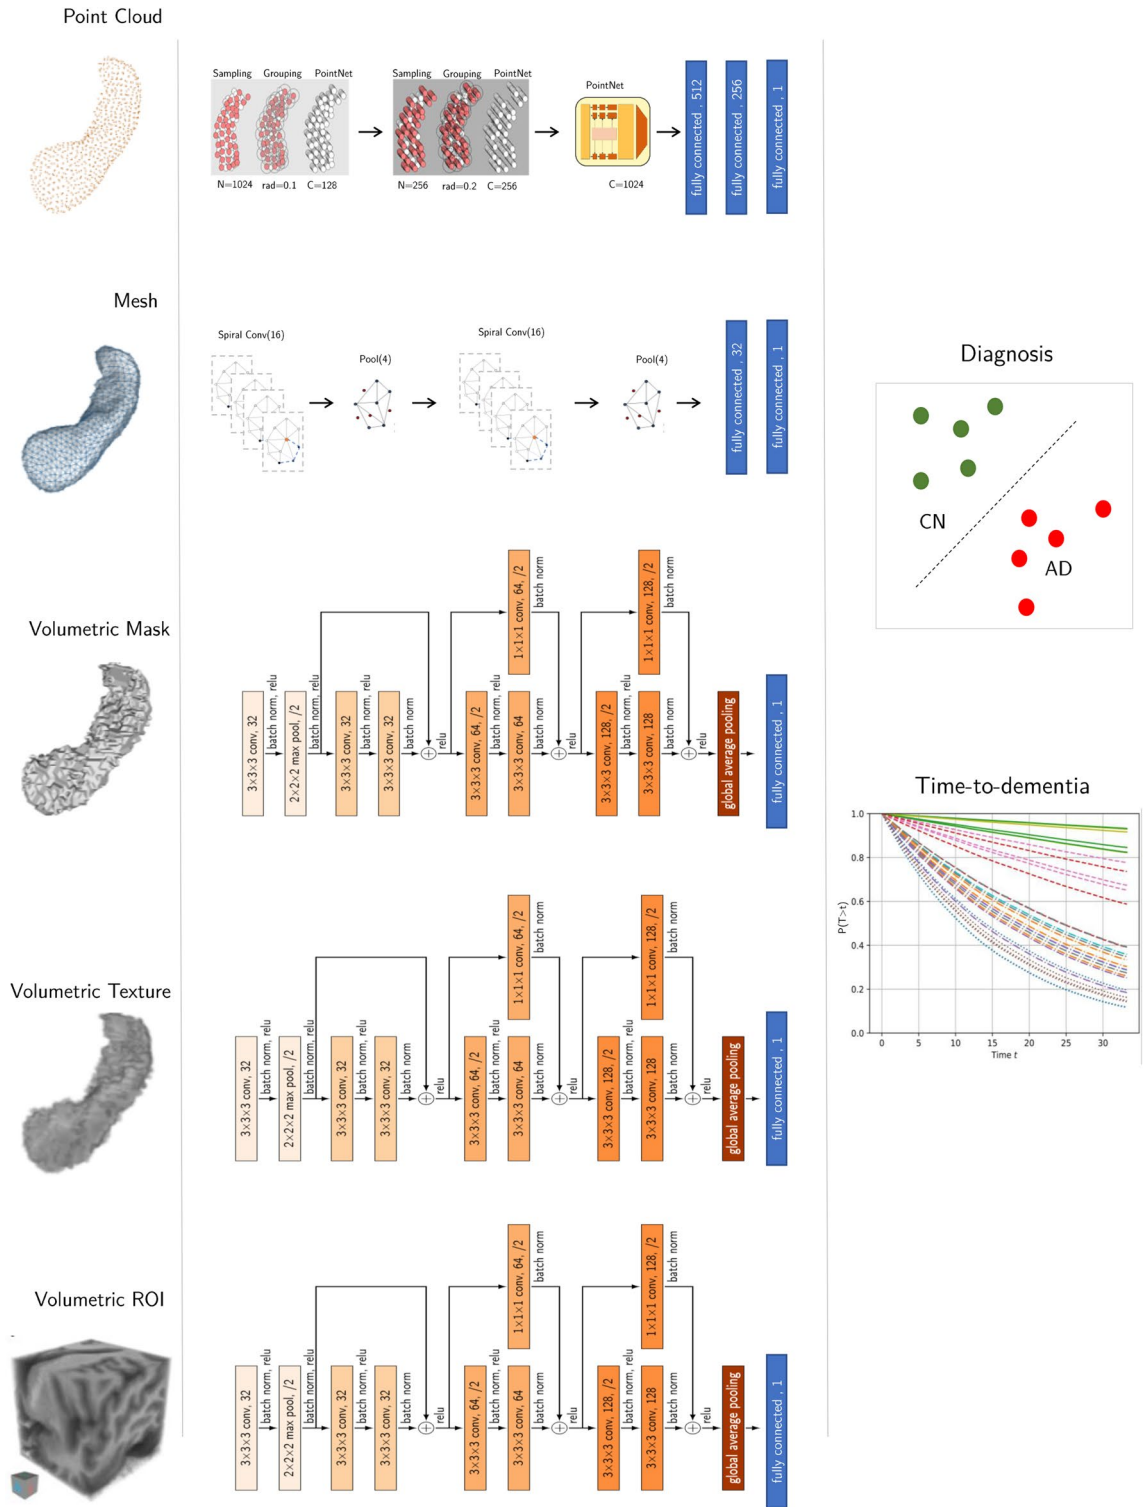 Point Cloud
Sampling Grouping PointNet
N=1024 rad=0.1 C=128
Sampling Grouping PointNet
N=256 rad=0.2 C=256
PointNet
C=1024
fully connected , 512
fully connected , 256
fully connected , 1
Mesh
Spiral Conv(16)
Pool(4)
Spiral Conv(16)
Pool(4)
fully connected , 32
fully connected , 1
Diagnosis
CN
AD
Volumetric Mask
3×3×3 conv, 32
batch norm, relu
2×2×2 max pool, /2
batch norm, relu
3×3×3 conv, 32
batch norm, relu
3×3×3 conv, 32
batch norm
relu
3×3×3 conv, 64, /2
batch norm, relu
3×3×3 conv, 64
batch norm
1×1×1 conv, 64, /2
batch norm
relu
3×3×3 conv, 128, /2
batch norm, relu
3×3×3 conv, 128
batch norm
1×1×1 conv, 128, /2
batch norm
relu
global average pooling
fully connected , 1
Time-to-dementia
P(T>t)
1.0
0.8
0.6
0.4
0.2
0.0
0 5 10 15 20 25 30
Time t
Volumetric Texture
3×3×3 conv, 32
batch norm, relu
2×2×2 max pool, /2
batch norm, relu
3×3×3 conv, 32
batch norm, relu
3×3×3 conv, 32
batch norm
relu
3×3×3 conv, 64, /2
batch norm, relu
3×3×3 conv, 64
batch norm
1×1×1 conv, 64, /2
batch norm
relu
3×3×3 conv, 128, /2
batch norm, relu
3×3×3 conv, 128
batch norm
1×1×1 conv, 128, /2
batch norm
relu
global average pooling
fully connected , 1
Volumetric ROI
3×3×3 conv, 32
batch norm, relu
2×2×2 max pool, /2
batch norm, relu
3×3×3 conv, 32
batch norm, relu
3×3×3 conv, 32
batch norm
relu
3×3×3 conv, 64, /2
batch norm, relu
3×3×3 conv, 64
batch norm
1×1×1 conv, 64, /2
batch norm
relu
3×3×3 conv, 128, /2
batch norm, relu
3×3×3 conv, 128
batch norm
1×1×1 conv, 128, /2
batch norm
relu
global average pooling
fully connected , 1